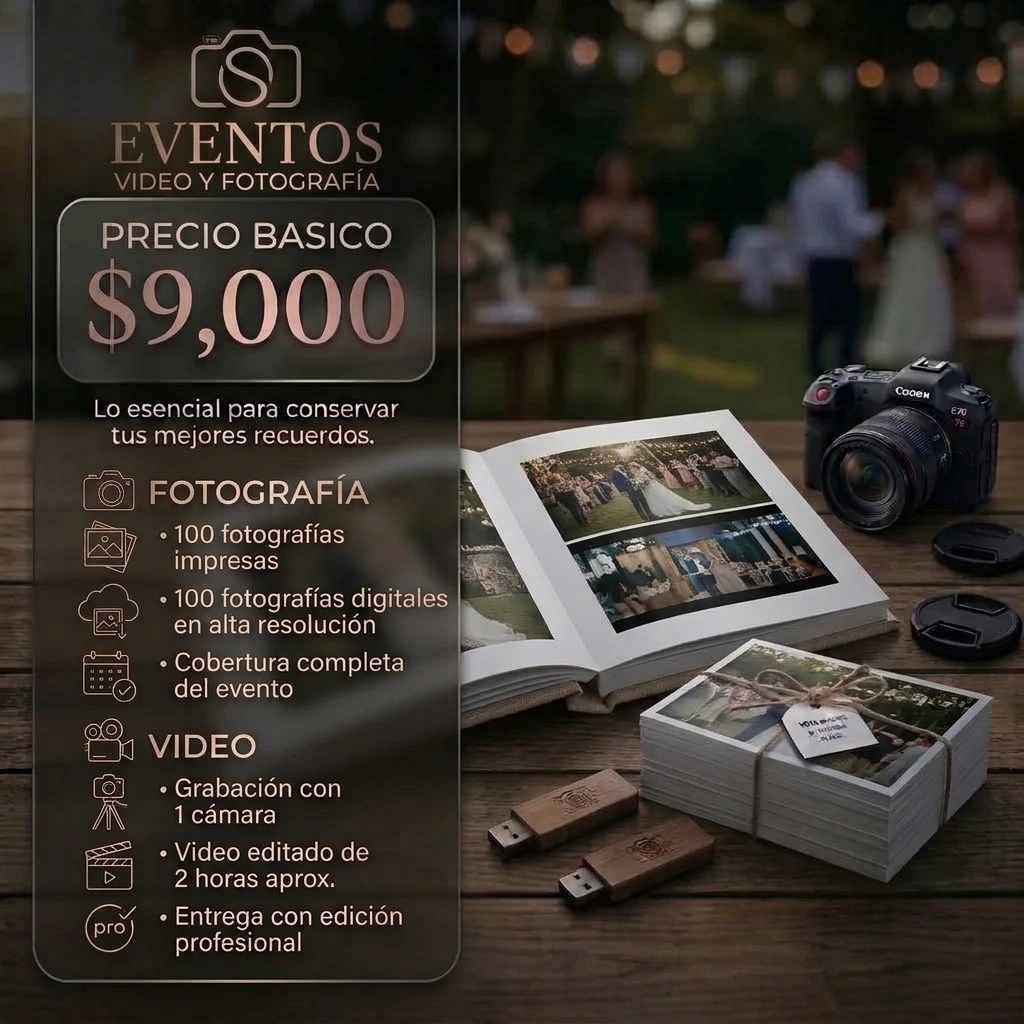 EVENTOS
VIDEO Y FOTOGRAFÍA
PRECIO BASICO
$9,000
Lo esencial para conservar
tus mejores recuerdos.
FOTOGRAFÍA
• 100 fotografías
impresas
• 100 fotografías digitales
en alta resolución
• Cobertura completa
del evento
VIDEO
• Grabación con
1 cámara
• Video editado de
2 horas aprox.
pro
• Entrega con edición
profesional